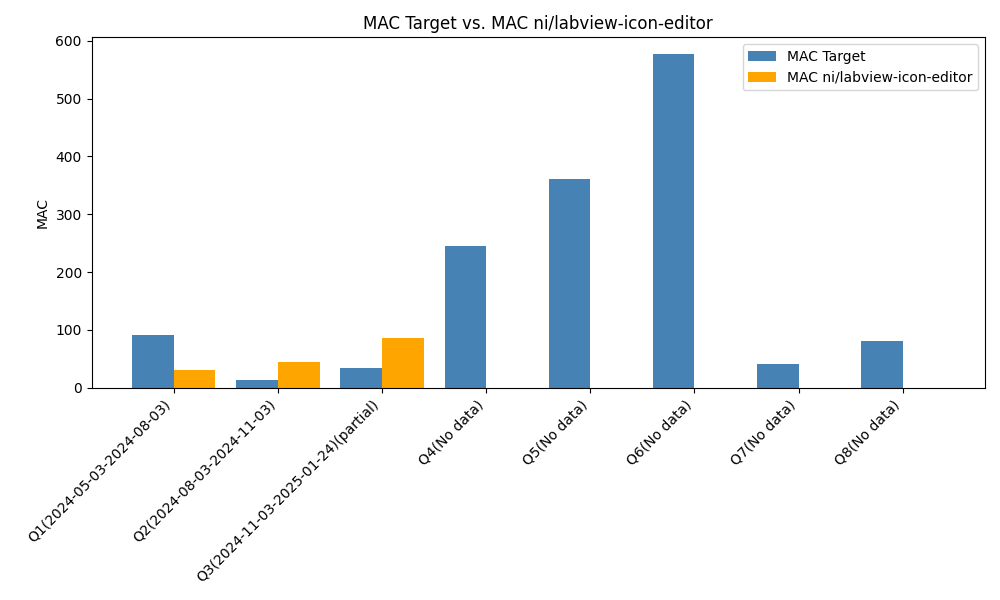 MAC Target vs. MAC ni/labview-icon-editor
MAC Target
MAC ni/labview-icon-editor
MAC
600
500
400
300
200
100
0
Q1(2024-05-03-2024-08-03)
Q2(2024-08-03-2024-11-03)
Q3(2024-11-03-2025-01-24)(partial)
Q4(No data)
Q5(No data)
Q6(No data)
Q7(No data)
Q8(No data)